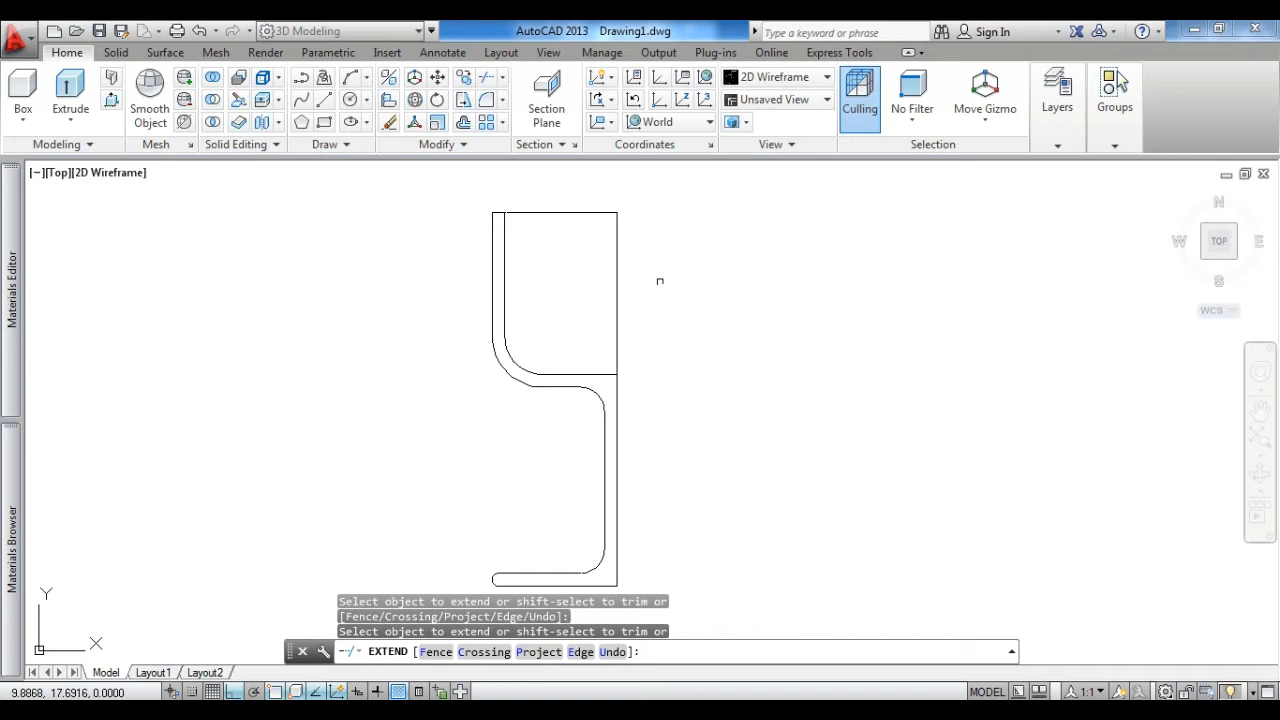 3D Modeling
AutoCAD 2013 Drawing1.dwg
Type a keyword or phrase
Sign In
Home Solid Surface Mesh Render Parametric Insert Annotate Layout View Manage Output Plug-ins Online Express Tools
Box
Extrude
Smooth
Object
Section
Plane
World
2D Wireframe
Unsaved View
Culling
No Filter
Move Gizmo
Layers
Groups
Modeling Mesh Solid Editing Draw Modify Section Coordinates View Selection
[−][Top][2D Wireframe]
N
W TOP E
S
WCS
Materials Editor
Materials Browser
Y
X
Select object to extend or shift-select to trim or
[Fence/Crossing/Project/Edge/Undo]:
Select object to extend or shift-select to trim or
EXTEND [Fence Crossing Project Edge Undo]:
Model Layout1 Layout2
9.8868, 17.6916, 0.0000
MODEL
1:1